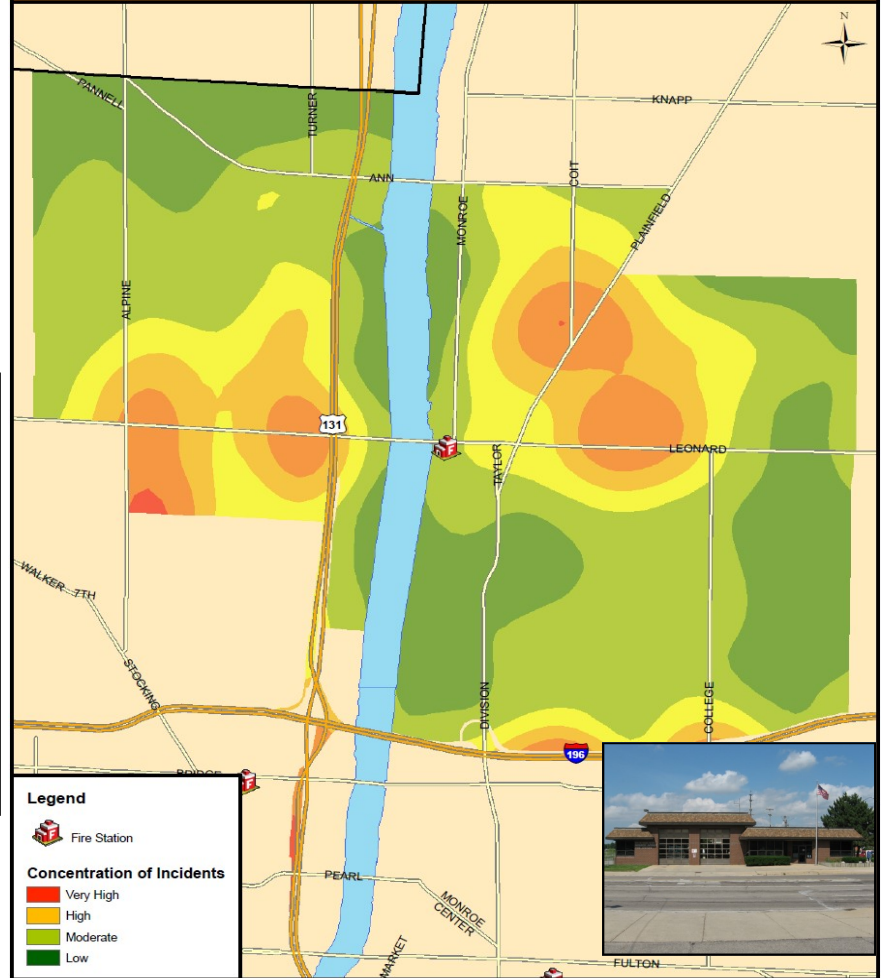 N
PANNELL
TURNER
KNAPP
ANN
COIT
MONROE
PLAINFIELD
ALPINE
131
LEONARD
TAYLOR
WALKER
7TH
STOCKING
DIVISION
COLLEGE
196
BRIDGE
PEARL
MONROE
CENTER
MARKET
FULTON
Legend
F
Fire Station
Concentration of Incidents
Very High
High
Moderate
Low